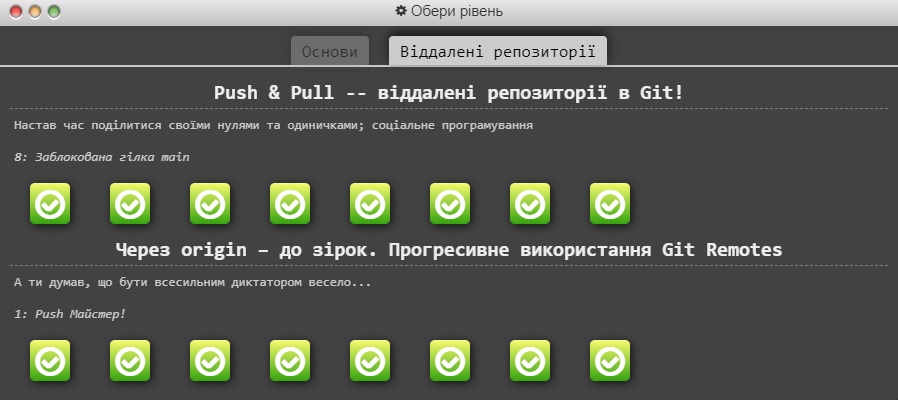 Обери рівень
Основи Віддалені репозиторії
Push & Pull -- віддалені репозиторії в Git!
Настав час поділитися своїми нулями та одиничками; соціальне програмування
8: Заблокована гілка main
Через origin – до зірок. Прогресивне використання Git Remotes
А ти думав, що бути всесильним диктатором весело...
1: Push Майстер!